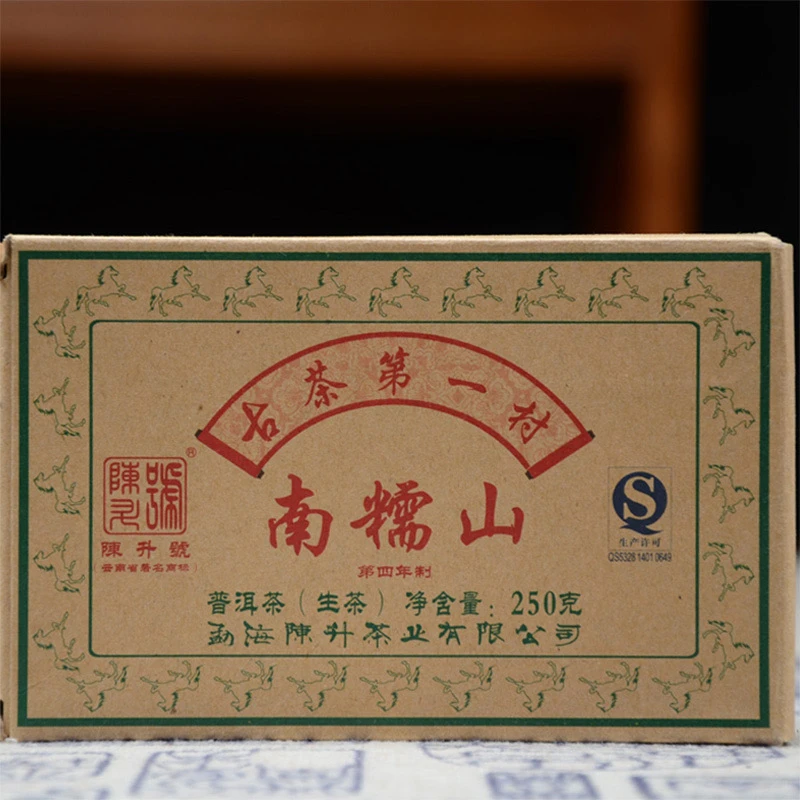 古茶第一村
陳升號
®
陳升號
(云南省著名商标)
南糯山
第四年制
S
生产许可
QS5328 1401 0649
普洱茶(生茶)净含量:250克
勐海陳升茶业有限公司